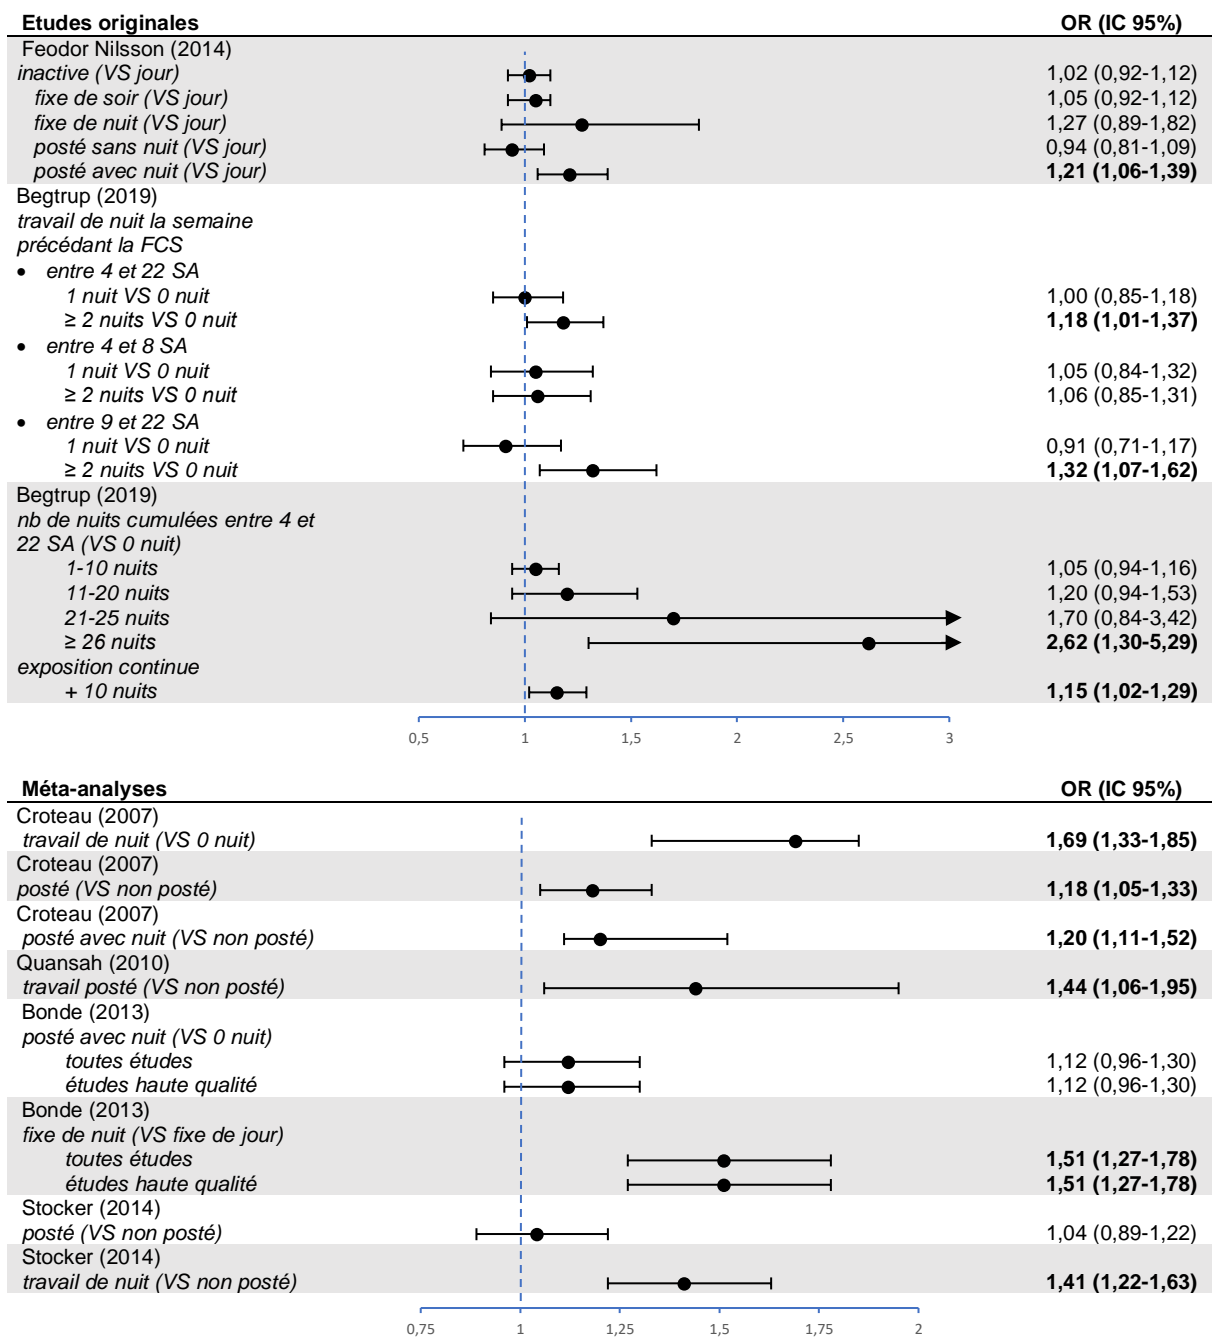 Etudes originales OR (IC 95%)
Feodor Nilsson (2014)
inactive (VS jour) 1,02 (0,92-1,12)
fixe de soir (VS jour) 1,05 (0,92-1,12)
fixe de nuit (VS jour) 1,27 (0,89-1,82)
posté sans nuit (VS jour) 0,94 (0,81-1,09)
posté avec nuit (VS jour) 1,21 (1,06-1,39)
Begtrup (2019)
travail de nuit la semaine
précédant la FCS
• entre 4 et 22 SA
1 nuit VS 0 nuit 1,00 (0,85-1,18)
≥ 2 nuits VS 0 nuit 1,18 (1,01-1,37)
• entre 4 et 8 SA
1 nuit VS 0 nuit 1,05 (0,84-1,32)
≥ 2 nuits VS 0 nuit 1,06 (0,85-1,31)
• entre 9 et 22 SA
1 nuit VS 0 nuit 0,91 (0,71-1,17)
≥ 2 nuits VS 0 nuit 1,32 (1,07-1,62)
Begtrup (2019)
nb de nuits cumulées entre 4 et
22 SA (VS 0 nuit)
1-10 nuits 1,05 (0,94-1,16)
11-20 nuits 1,20 (0,94-1,53)
21-25 nuits 1,70 (0,84-3,42)
≥ 26 nuits 2,62 (1,30-5,29)
exposition continue
+ 10 nuits 1,15 (1,02-1,29)
0,5 1 1,5 2 2,5 3
Méta-analyses OR (IC 95%)
Croteau (2007)
travail de nuit (VS 0 nuit) 1,69 (1,33-1,85)
Croteau (2007)
posté (VS non posté) 1,18 (1,05-1,33)
Croteau (2007)
posté avec nuit (VS non posté) 1,20 (1,11-1,52)
Quansah (2010)
travail posté (VS non posté) 1,44 (1,06-1,95)
Bonde (2013)
posté avec nuit (VS 0 nuit)
toutes études 1,12 (0,96-1,30)
études haute qualité 1,12 (0,96-1,30)
Bonde (2013)
fixe de nuit (VS fixe de jour)
toutes études 1,51 (1,27-1,78)
études haute qualité 1,51 (1,27-1,78)
Stocker (2014)
posté (VS non posté) 1,04 (0,89-1,22)
Stocker (2014)
travail de nuit (VS non posté) 1,41 (1,22-1,63)
0,75 1 1,25 1,5 1,75 2